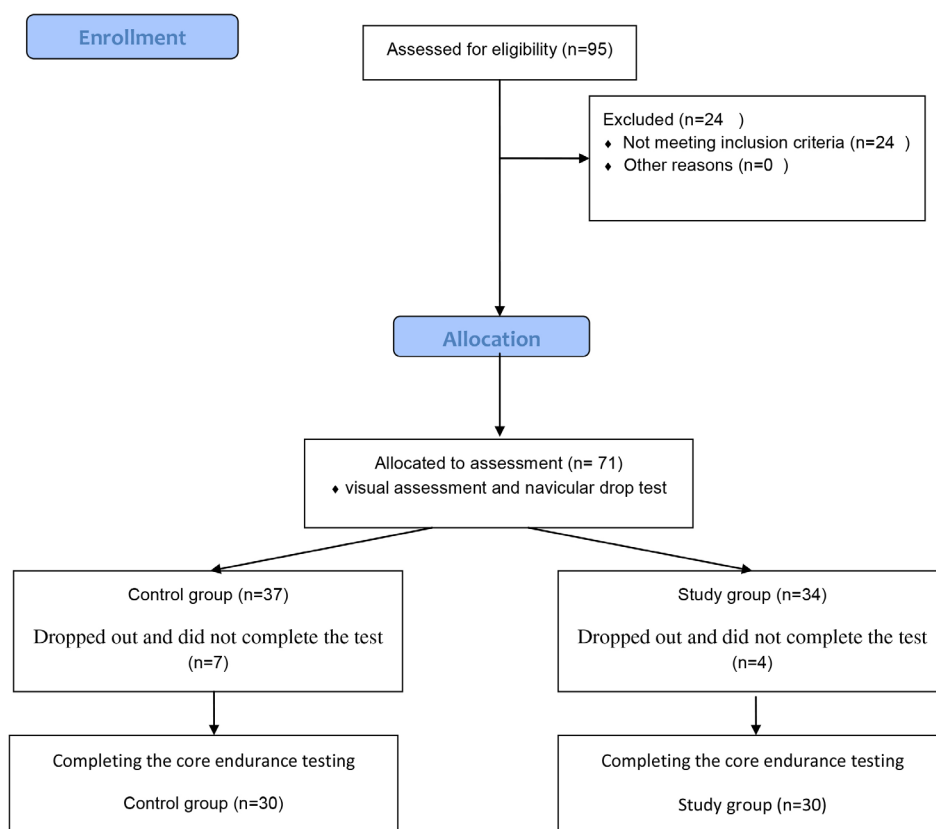 Enrollment
Assessed for eligibility (n=95)
Excluded (n=24 )
♦ Not meeting inclusion criteria (n=24 )
♦ Other reasons (n=0 )
Allocation
Allocated to assessment (n= 71)
♦ visual assessment and navicular drop test
Control group (n=37)
Dropped out and did not complete the test
(n=7)
Study group (n=34)
Dropped out and did not complete the test
(n=4)
Completing the core endurance testing
Control group (n=30)
Completing the core endurance testing
Study group (n=30)